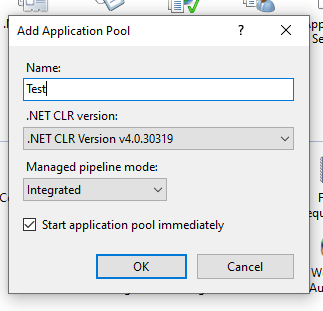 Add Application Pool
Name:
Test
.NET CLR version:
.NET CLR Version v4.0.30319
Managed pipeline mode:
Integrated
Start application pool immediately
OK
Cancel